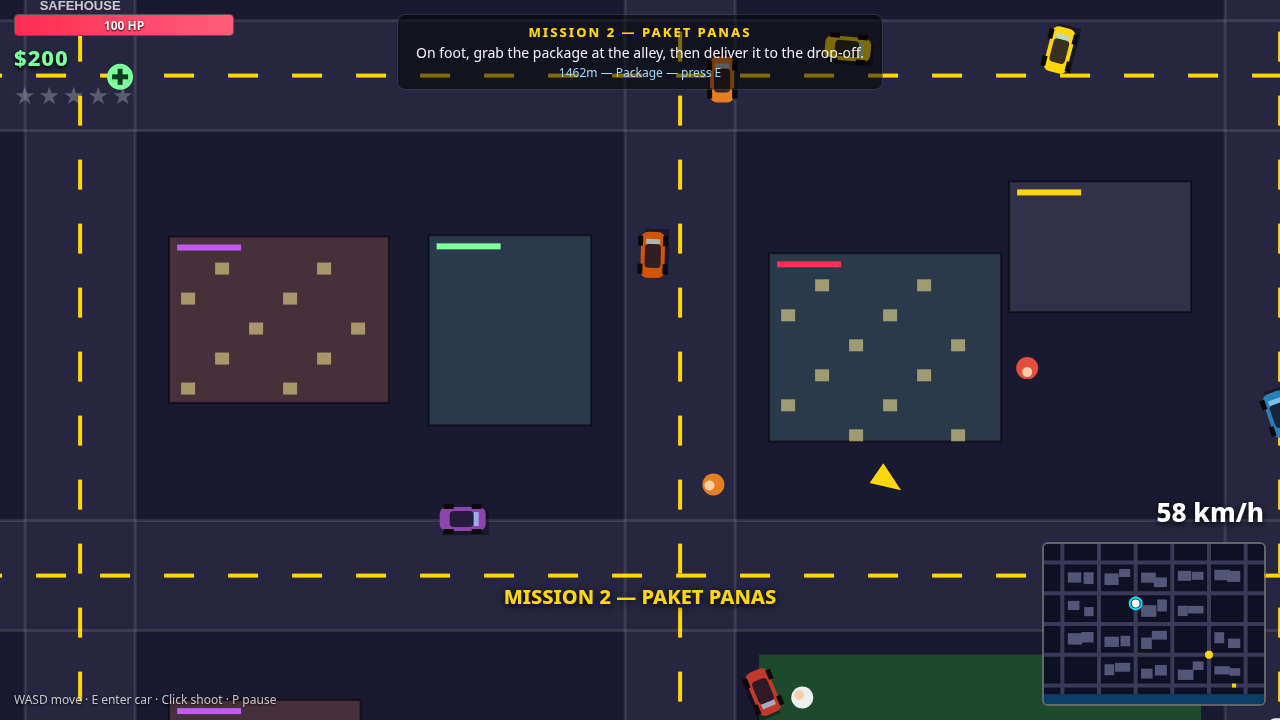 SAFEHOUSE
100 HP
$200
MISSION 2 — PAKET PANAS
On foot, grab the package at the alley, then deliver it to the drop-off.
1462m — Package — press E
58 km/h
MISSION 2 — PAKET PANAS
WASD move · E enter car · Click shoot · P pause